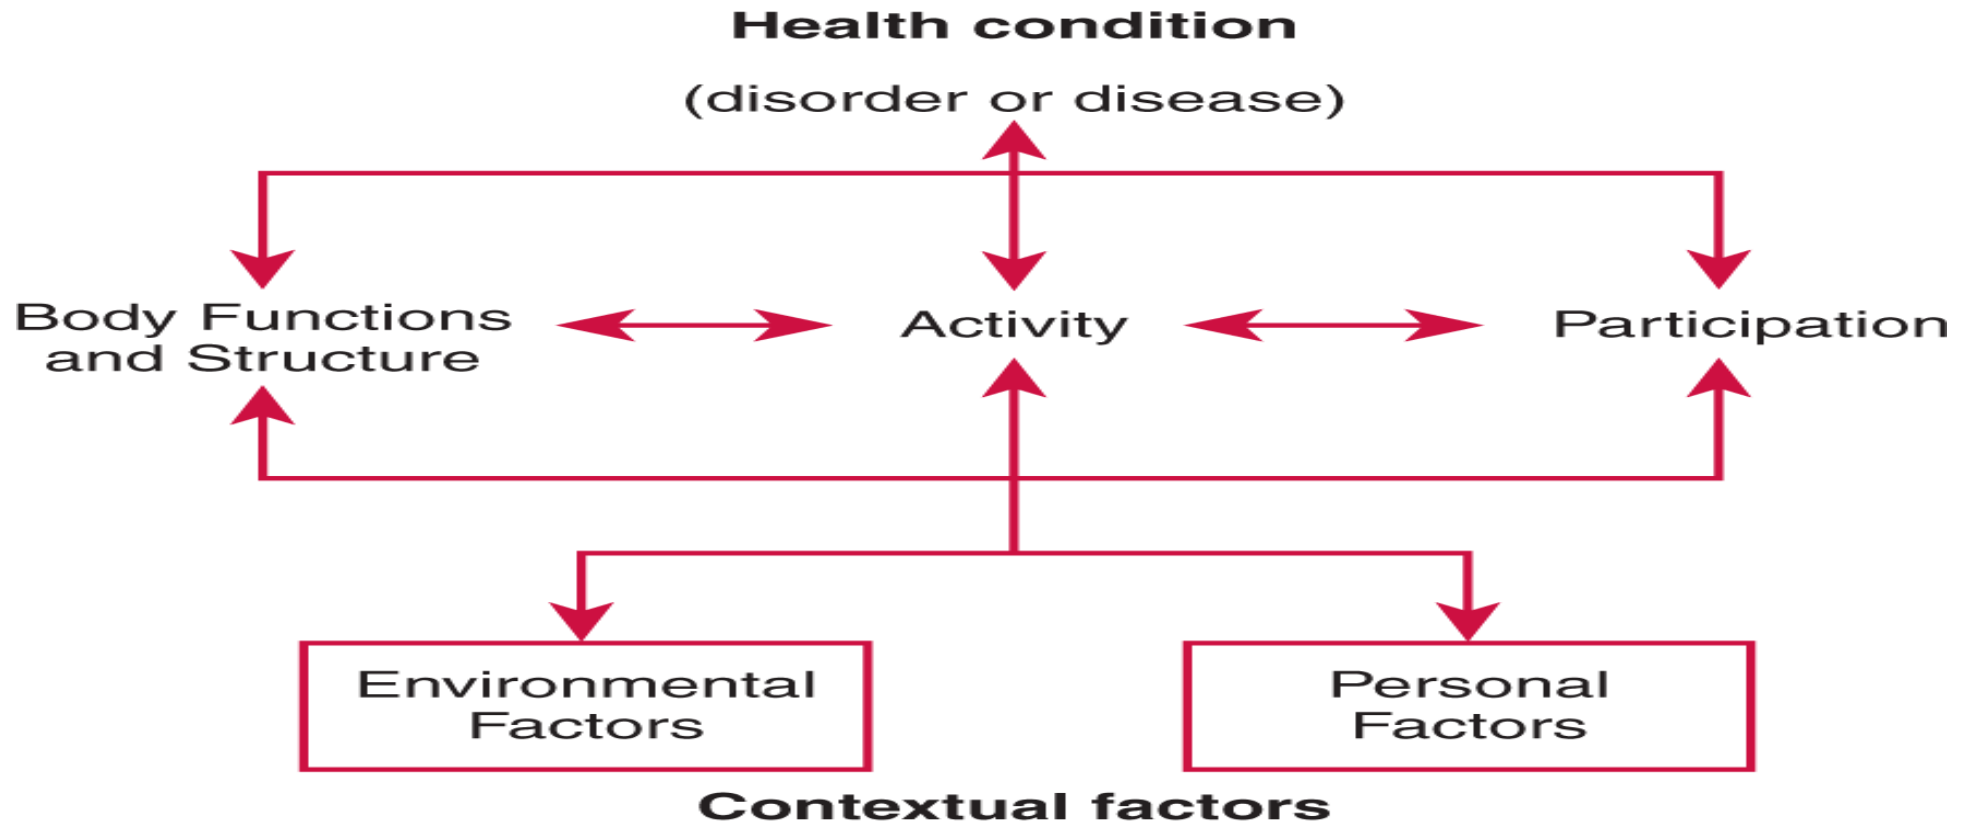 Health condition
(disorder or disease)
Body Functions
and Structure
Activity
Participation
Environmental
Factors
Personal
Factors
Contextual factors